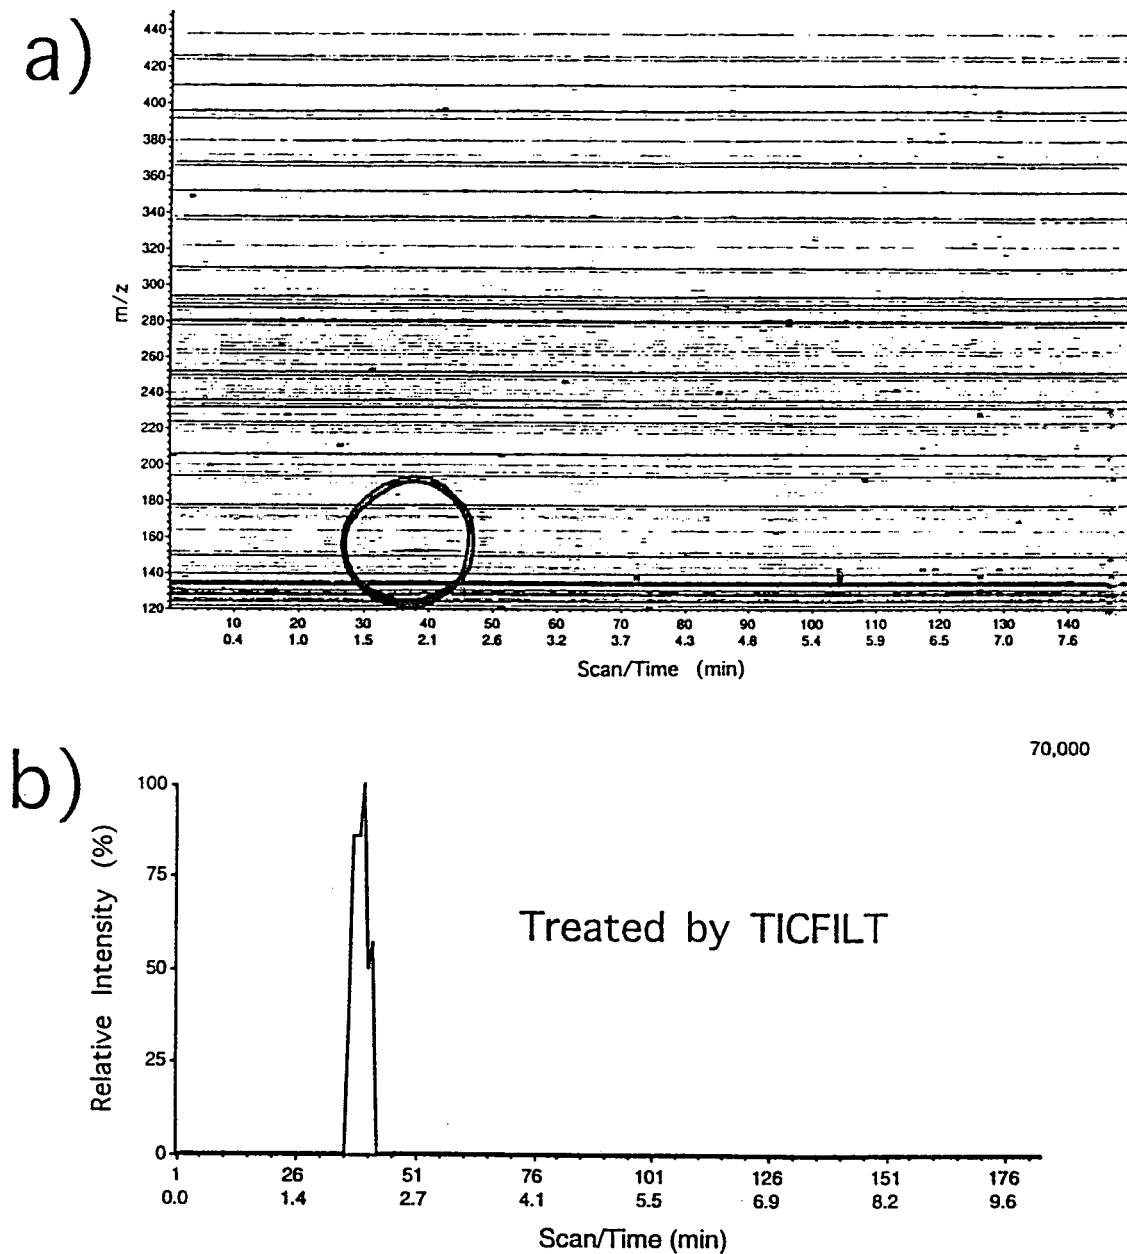 a)
440
420
400
380
360
340
320
300
280
260
240
220
200
180
160
140
120
m/z
10 20 30 40 50 60 70 80 90 100 110 120 130 140
0.4 1.0 1.5 2.1 2.6 3.2 3.7 4.3 4.8 5.4 5.9 6.5 7.0 7.6
Scan/Time (min)
b)
70,000
100
75
50
25
0
Relative Intensity (%)
Treated by TICFILT
1 26 51 76 101 126 151 176
0.0 1.4 2.7 4.1 5.5 6.9 8.2 9.6
Scan/Time (min)